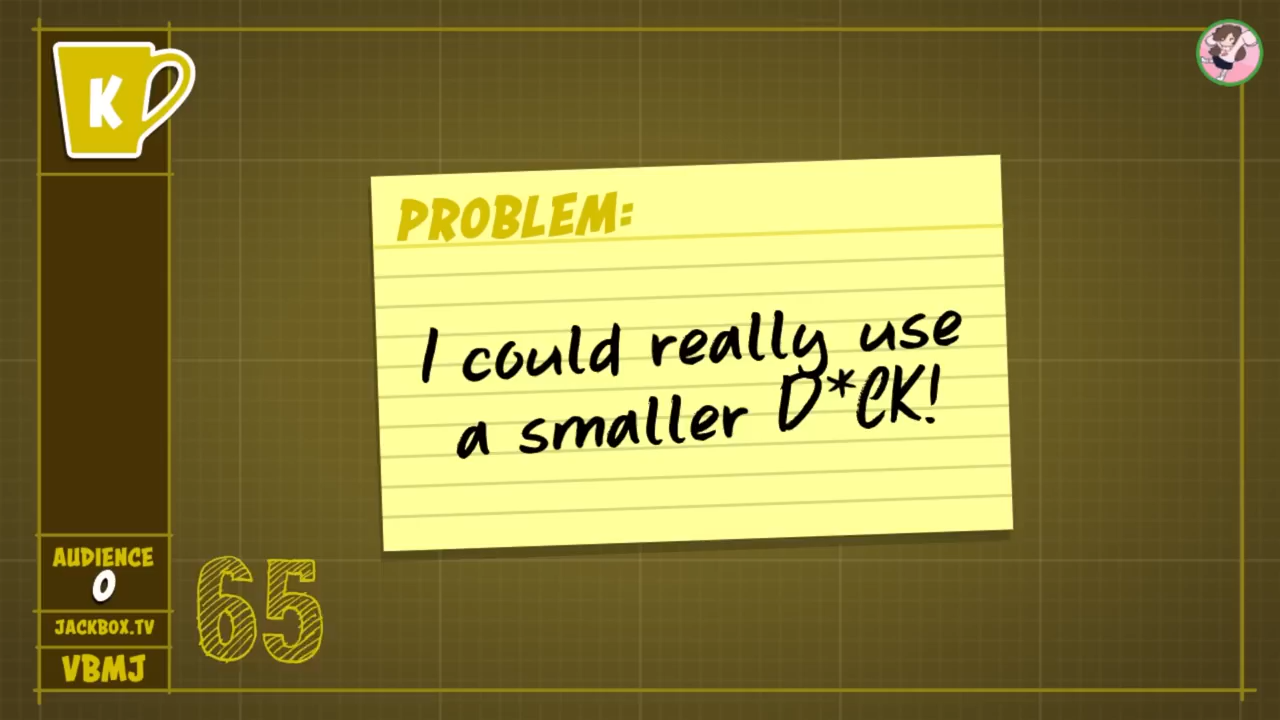 K
PROBLEM:
I could really use
a smaller D*CK!
AUDIENCE
0
JACKBOX.TV
VBMJ
65